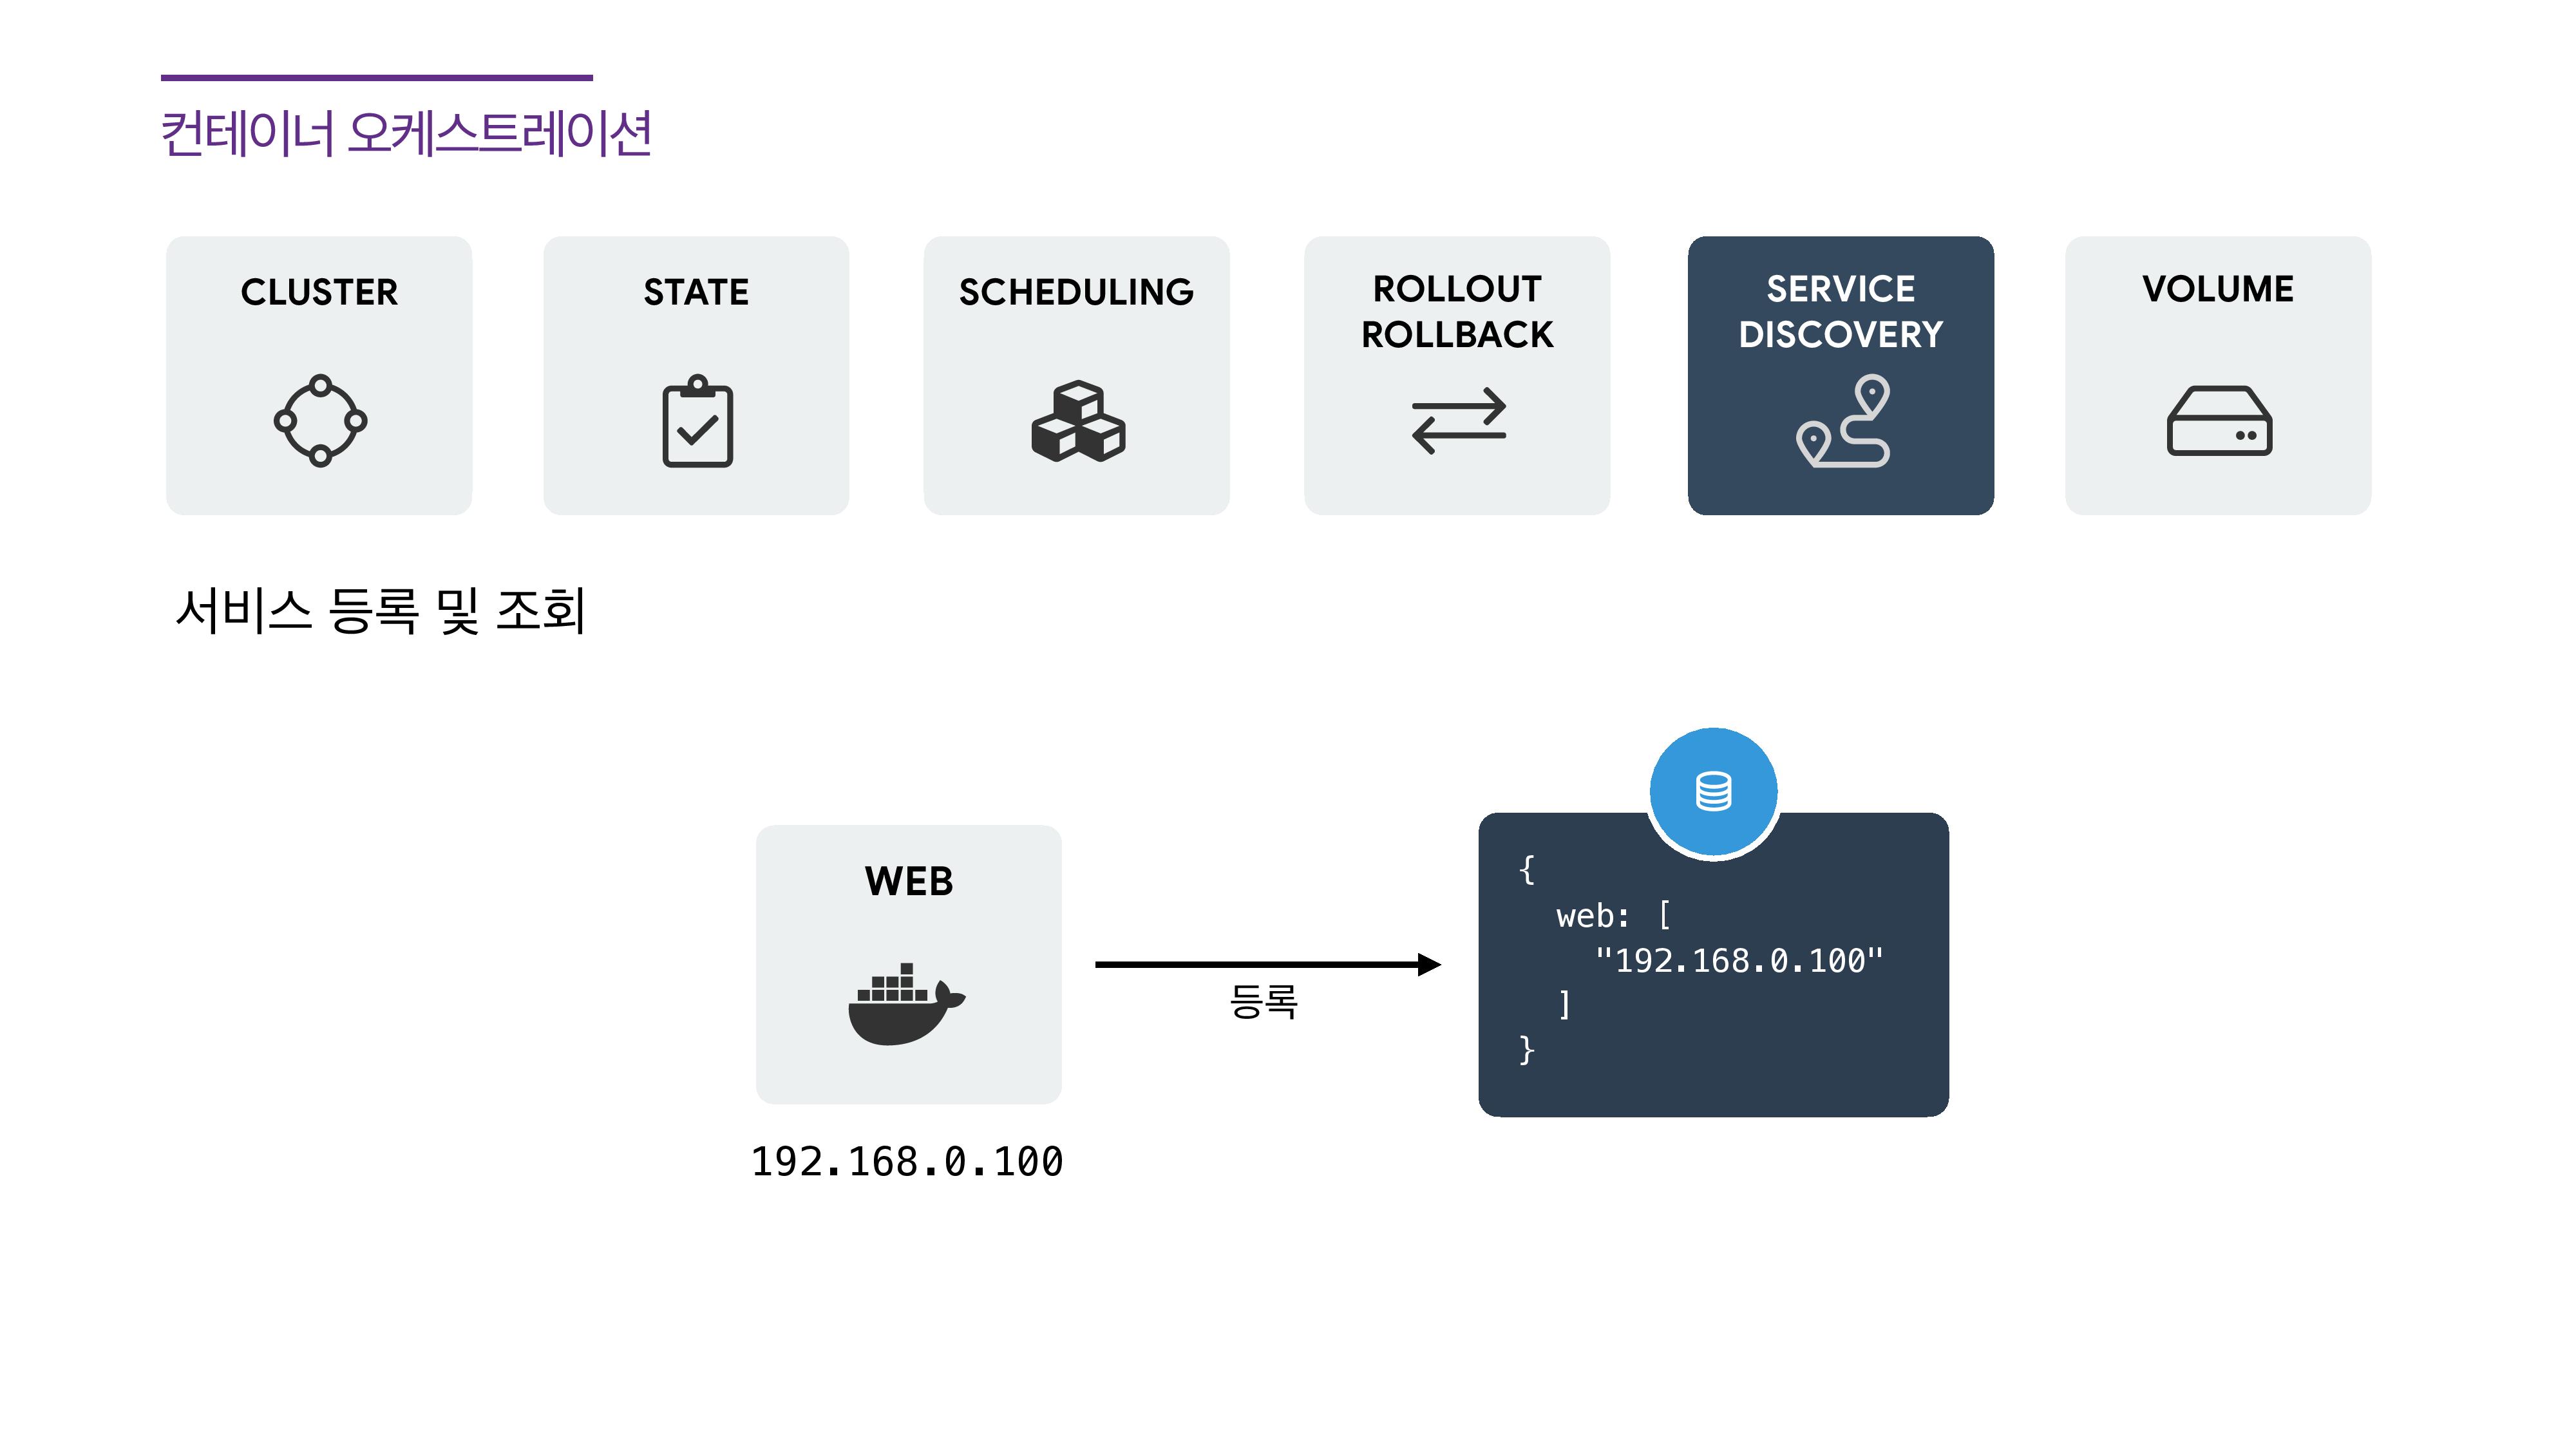 컨테이너 오케스트레이션
CLUSTER
STATE
SCHEDULING
ROLLOUT
ROLLBACK
SERVICE
DISCOVERY
VOLUME
서비스 등록 및 조회
WEB
192.168.0.100
등록
{
  web: [
    "192.168.0.100"
  ]
}